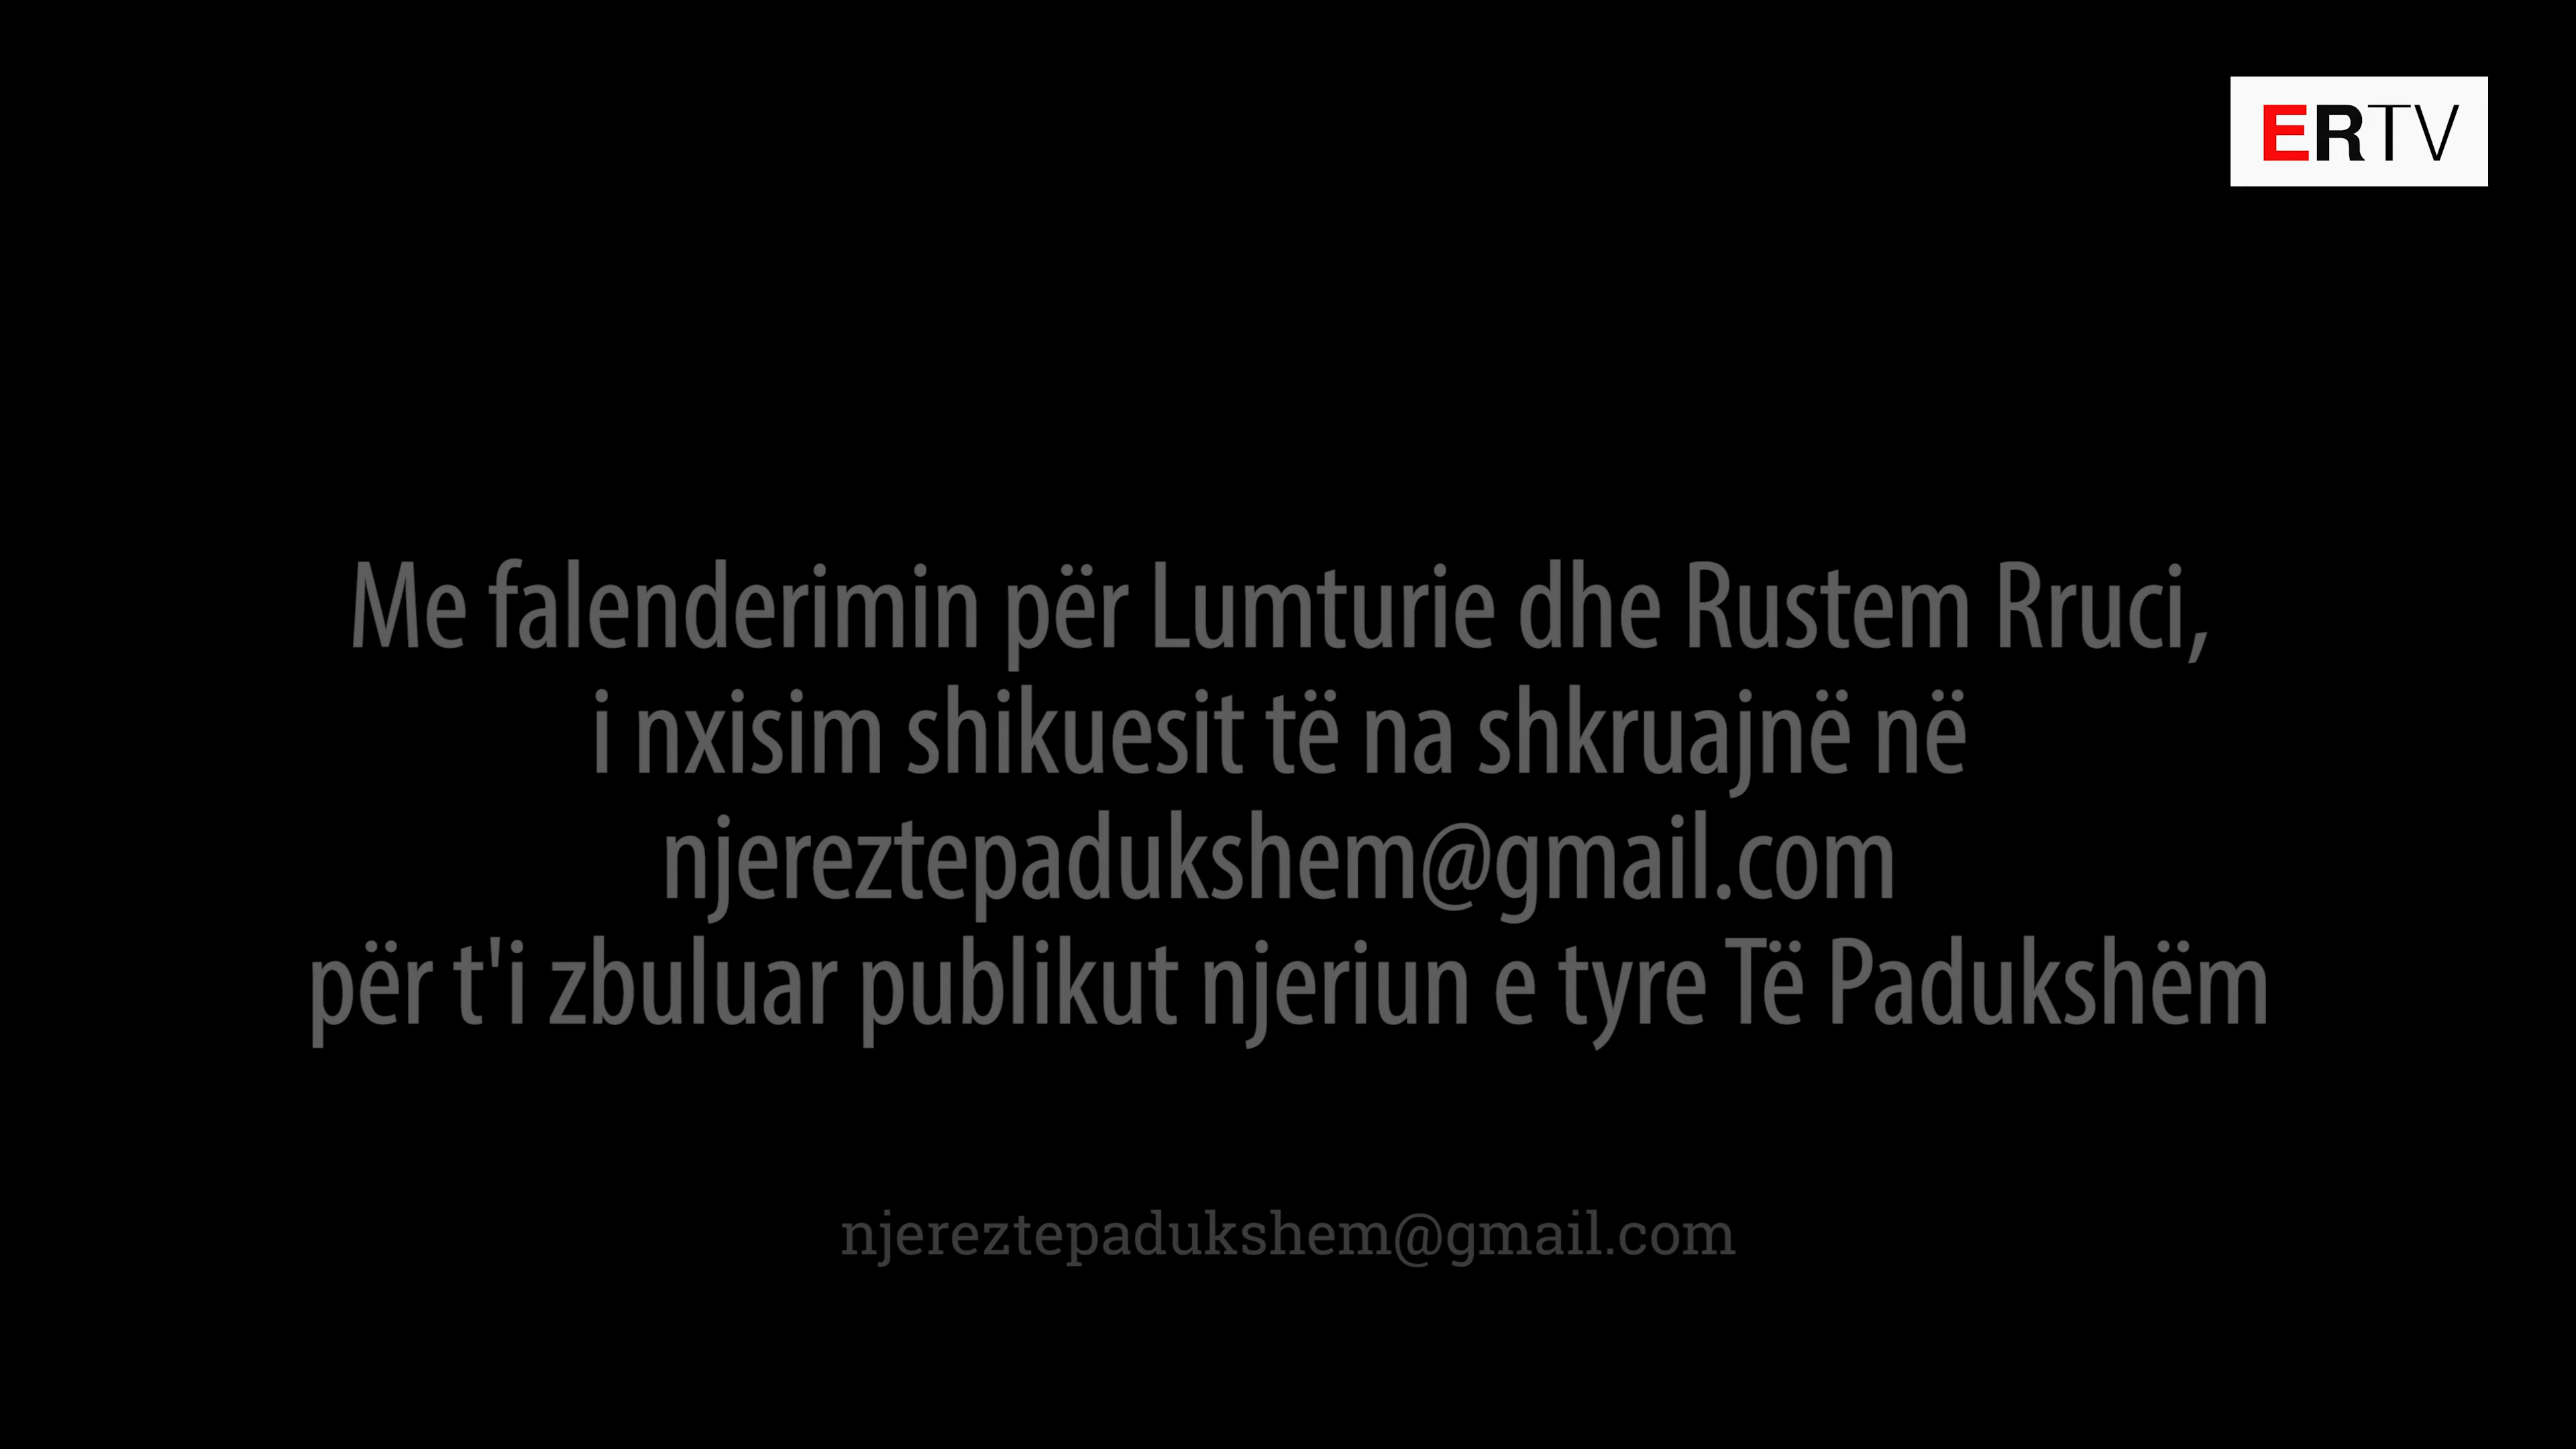 ERTV
Me falenderimin për Lumturie dhe Rustem Rruci,
i nxisim shikuesit të na shkruajnë në
njereztepadukshem@gmail.com
për t'i zbuluar publikut njeriun e tyre Të Padukshëm
njereztepadukshem@gmail.com